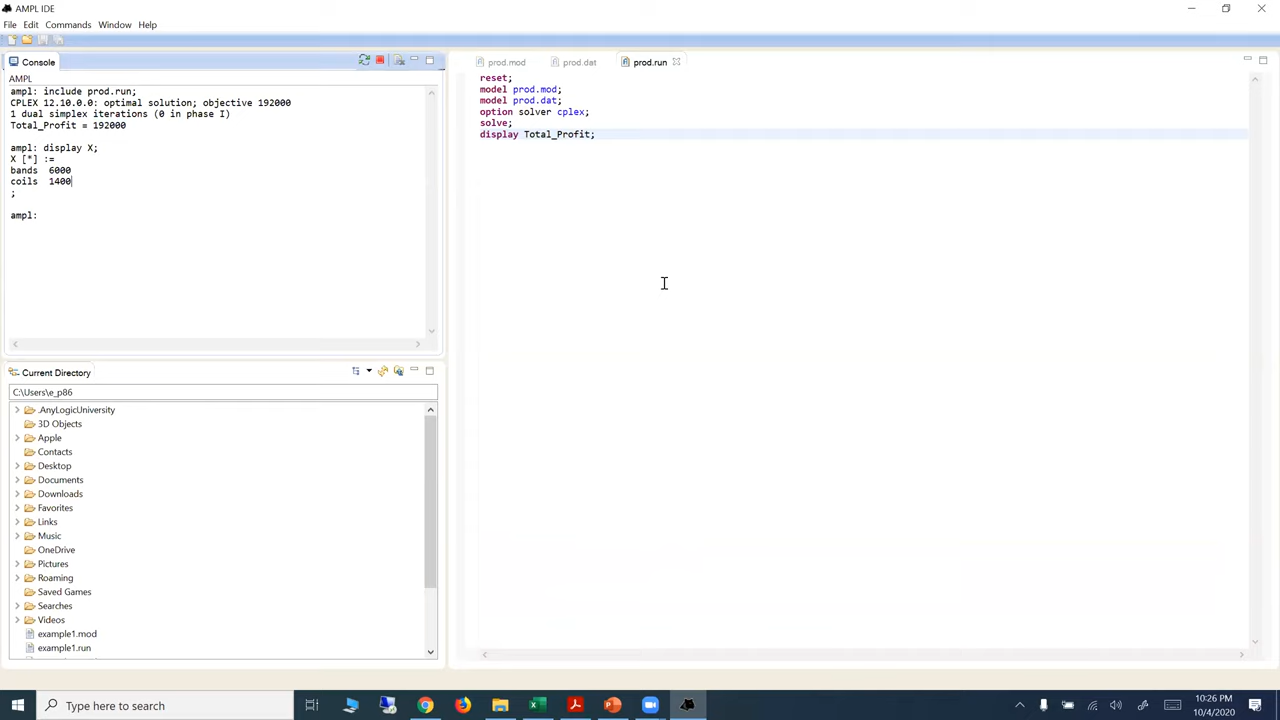 AMPL IDE
File Edit Commands Window Help
Console
AMPL
ampl: include prod.run;
CPLEX 12.10.0.0: optimal solution; objective 192000
1 dual simplex iterations (0 in phase I)
Total_Profit = 192000
ampl: display X;
X [*] :=
bands  6000
coils  1400
;
ampl:
prod.mod prod.dat prod.run
reset;
model prod.mod;
model prod.dat;
option solver cplex;
solve;
display Total_Profit;
Current Directory
C:\Users\e_p86
.AnyLogicUniversity
3D Objects
Apple
Contacts
Desktop
Documents
Downloads
Favorites
Links
Music
OneDrive
Pictures
Roaming
Saved Games
Searches
Videos
example1.mod
example1.run
Type here to search
10:26 PM
10/4/2020